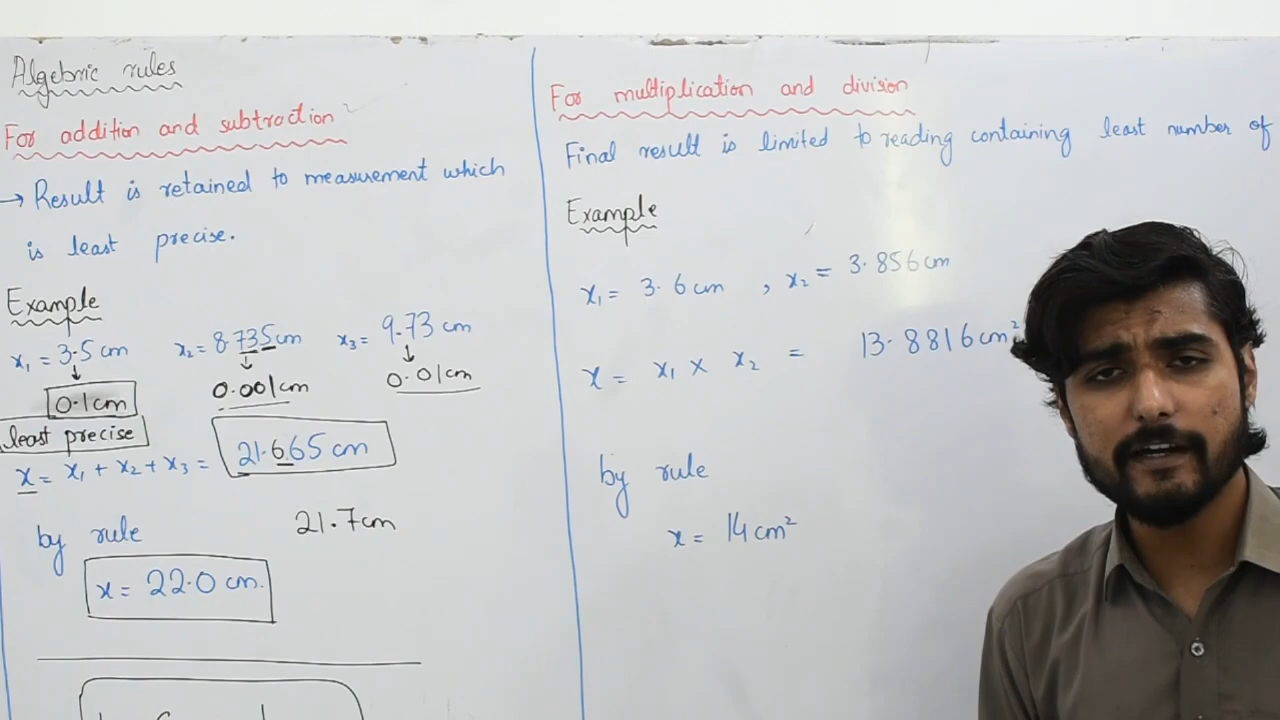 Algebric rules
For addition and subtraction
→ Result is retained to measurement which
is least precise.
Example
x₁ = 3.5 cm x₂ = 8.735 cm x₃ = 9.73 cm
0.1cm 0.001cm 0.01cm
least precise
x = x₁ + x₂ + x₃ = 21.665 cm
by rule 21.7cm
x = 22.0 cm.
For multiplication and division
Final result is limited to reading containing least number of
Example
x₁ = 3.6 cm , x₂ = 3.856 cm
x = x₁ × x₂ = 13.8816 cm²
by rule
x = 14 cm²